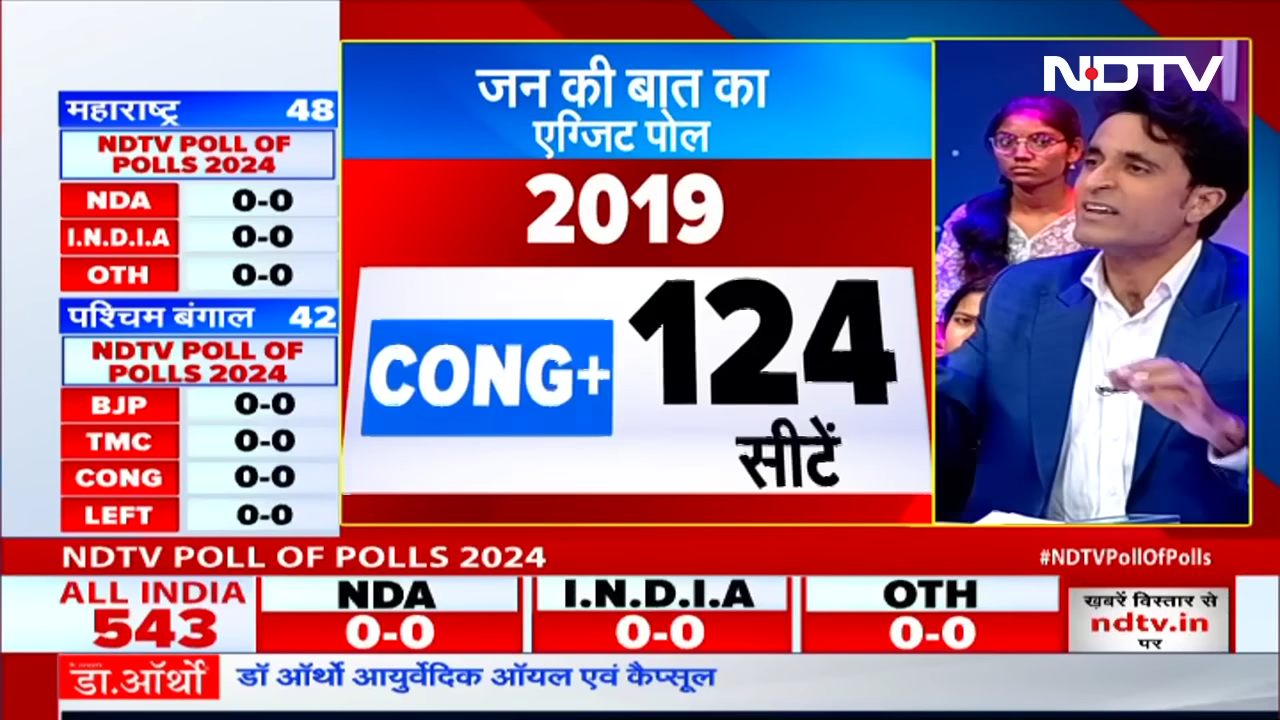 NDTV
महाराष्ट्र 48
NDTV POLL OF
POLLS 2024
NDA 0-0
I.N.D.I.A 0-0
OTH 0-0
पश्चिम बंगाल 42
NDTV POLL OF
POLLS 2024
BJP 0-0
TMC 0-0
CONG 0-0
LEFT 0-0
जन की बात का
एग्जिट पोल
2019
CONG+ 124
सीटें
NDTV POLL OF POLLS 2024
#NDTVPollOfPolls
ALL INDIA
543
NDA
0-0
I.N.D.I.A
0-0
OTH
0-0
ख़बरें विस्तार से
ndtv.in
पर
डा.ऑर्थो
डॉ ऑर्थो आयुर्वेदिक ऑयल एवं कैप्सूल